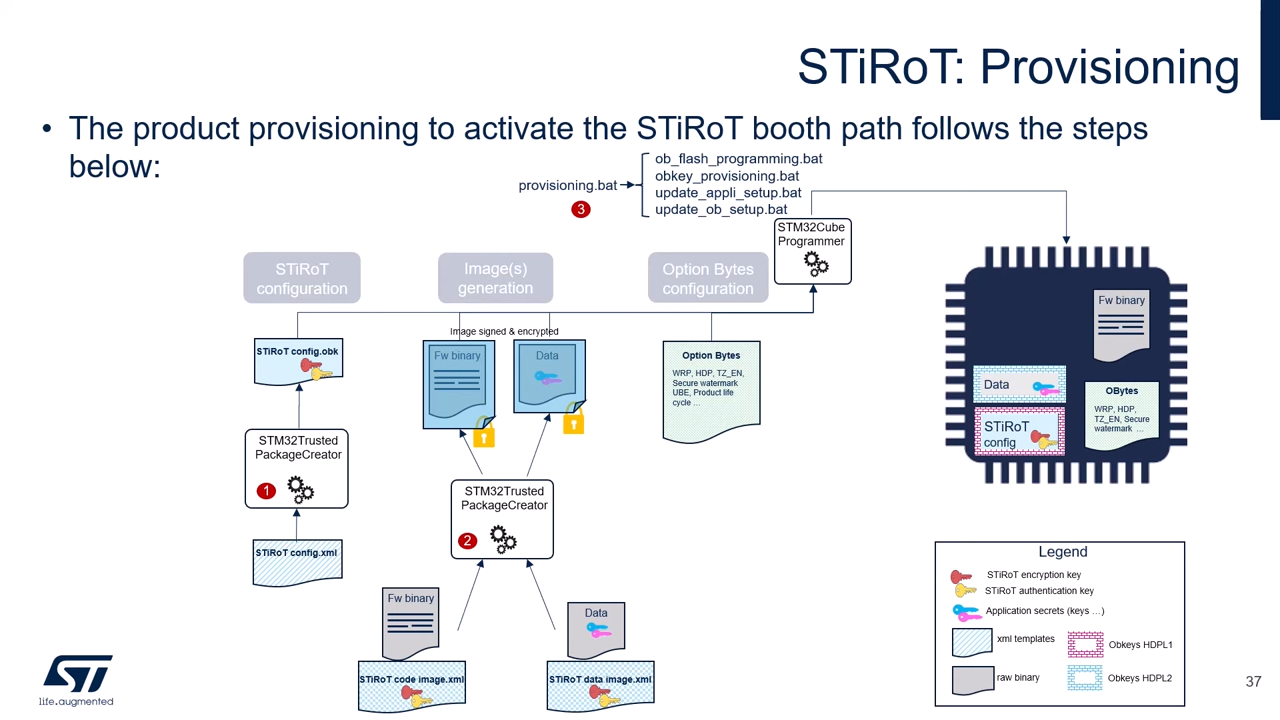 STiRoT: Provisioning
• The product provisioning to activate the STiRoT booth path follows the steps
below:
provisioning.bat
3
ob_flash_programming.bat
obkey_provisioning.bat
update_appli_setup.bat
update_ob_setup.bat
STM32Cube
Programmer
STiRoT
configuration
Image(s)
generation
Option Bytes
configuration
Image signed & encrypted
STiRoT config.obk
Fw binary
Data
Option Bytes
WRP, HDP, TZ_EN,
Secure watermark
UBE, Product life
cycle ...
STM32Trusted
PackageCreator
1
STiRoT config.xml
STM32Trusted
PackageCreator
2
Fw binary
STiRoT code image.xml
Data
STiRoT data image.xml
Fw binary
Data
STiRoT
config
OBytes
WRP, HDP,
TZ_EN, Secure
watermark ...
Legend
STiRoT encryption key
STiRoT authentication key
Application secrets (keys ...)
xml templates
Obkeys HDPL1
raw binary
Obkeys HDPL2
ST
life.augmented
37